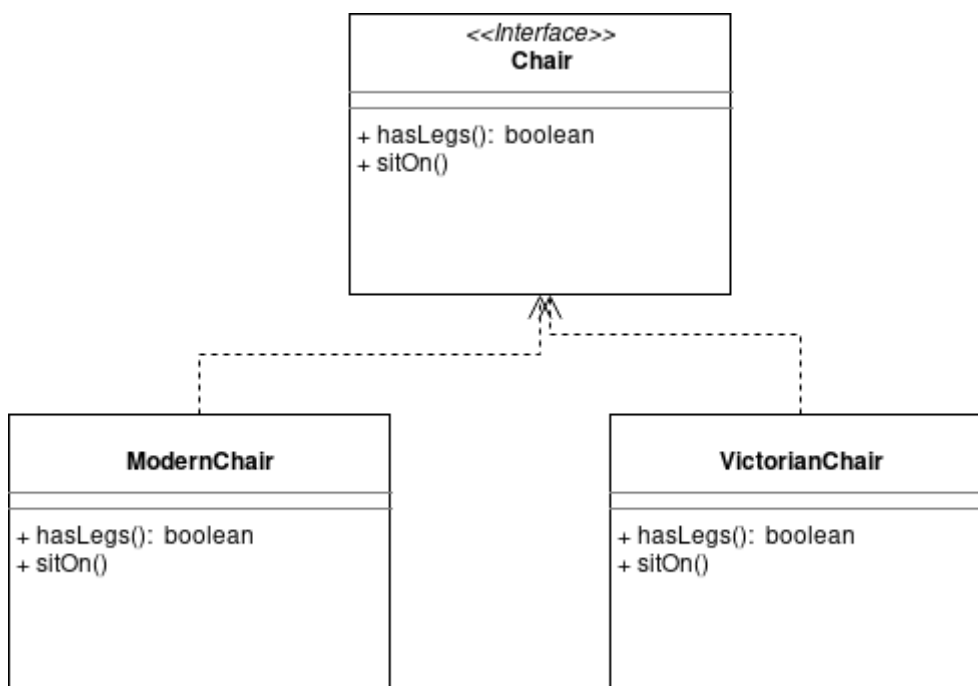 <<Interface>>
Chair
+ hasLegs(): boolean
+ sitOn()
ModernChair
+ hasLegs(): boolean
+ sitOn()
VictorianChair
+ hasLegs(): boolean
+ sitOn()